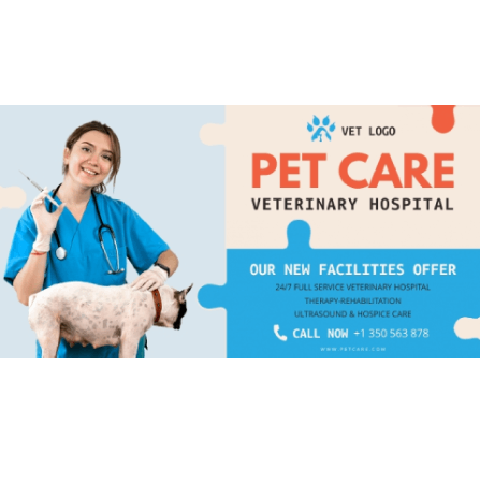 VET LOGO
PET CARE
VETERINARY HOSPITAL
OUR NEW FACILITIES OFFER
24/7 FULL SERVICE VETERINARY HOSPITAL
THERAPY-REHABILITATION
ULTRASOUND & HOSPICE CARE
CALL NOW +1 350 563 878
WWW.PETCARE.COM